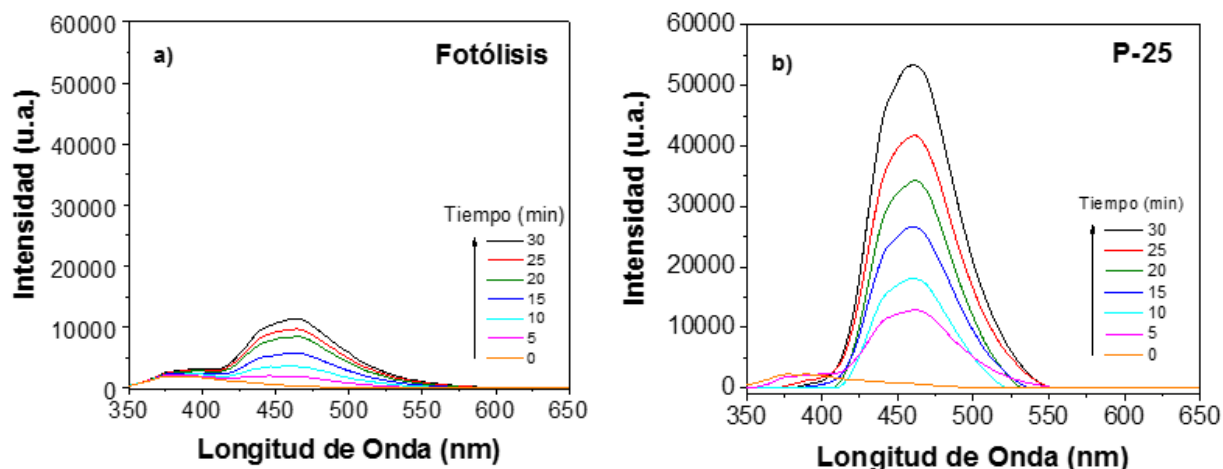 a)
Fotólisis
Intensidad (u.a.)
60000
50000
40000
30000
20000
10000
0
Tiempo (min)
30
25
20
15
10
5
0
350 400 450 500 550 600 650
Longitud de Onda (nm)
b)
P-25
Intensidad (u.a.)
60000
50000
40000
30000
20000
10000
0
Tiempo (min)
30
25
20
15
10
5
0
350 400 450 500 550 600 650
Longitud de Onda (nm)